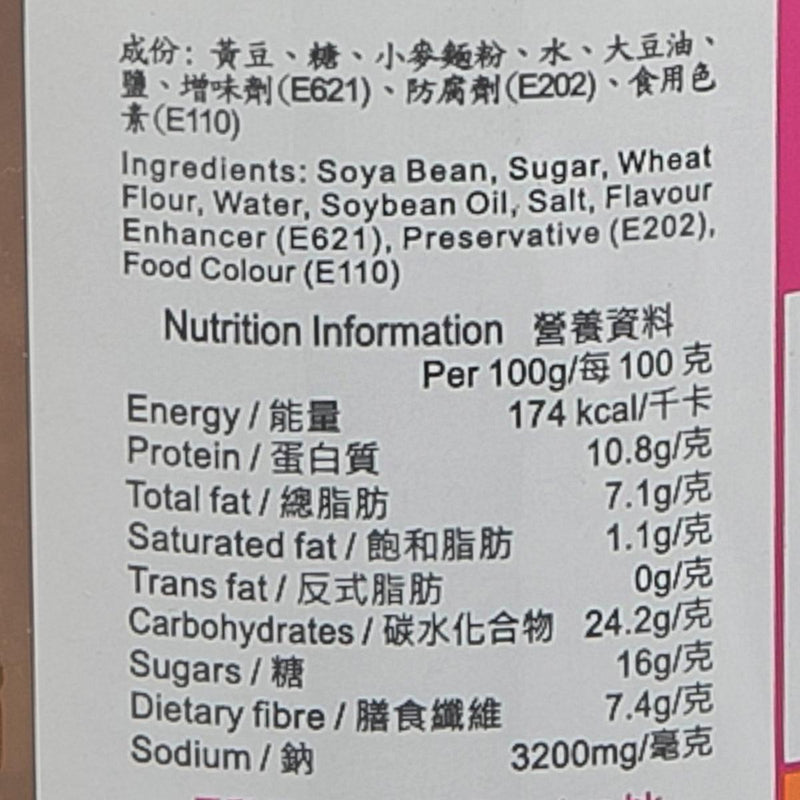 成份：黃豆、糖、小麥麵粉、水、大豆油、
鹽、增味劑(E621)、防腐劑(E202)、食用色
素(E110)
Ingredients: Soya Bean, Sugar, Wheat
Flour, Water, Soybean Oil, Salt, Flavour
Enhancer (E621), Preservative (E202),
Food Colour (E110)
Nutrition Information 營養資料
Per 100g/每 100 克
Energy / 能量 174 kcal/千卡
Protein / 蛋白質 10.8g/克
Total fat / 總脂肪 7.1g/克
Saturated fat / 飽和脂肪 1.1g/克
Trans fat / 反式脂肪 0g/克
Carbohydrates / 碳水化合物 24.2g/克
Sugars / 糖 16g/克
Dietary fibre / 膳食纖維 7.4g/克
Sodium / 鈉 3200mg/毫克